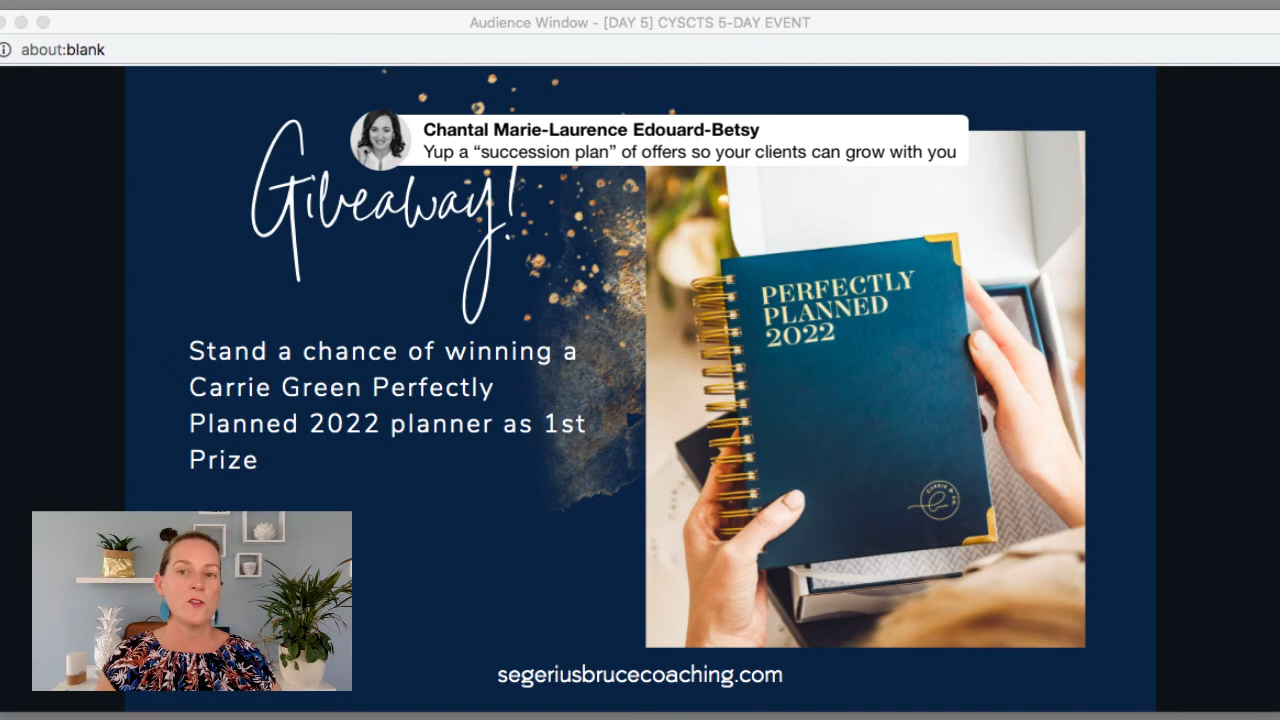 Audience Window - [DAY 5] CYSCTS 5-DAY EVENT
about:blank
Chantal Marie-Laurence Edouard-Betsy
Yup a “succession plan” of offers so your clients can grow with you
Giveaway!
Stand a chance of winning a
Carrie Green Perfectly
Planned 2022 planner as 1st
Prize
PERFECTLY
PLANNED
2022
segeriusbrucecoaching.com